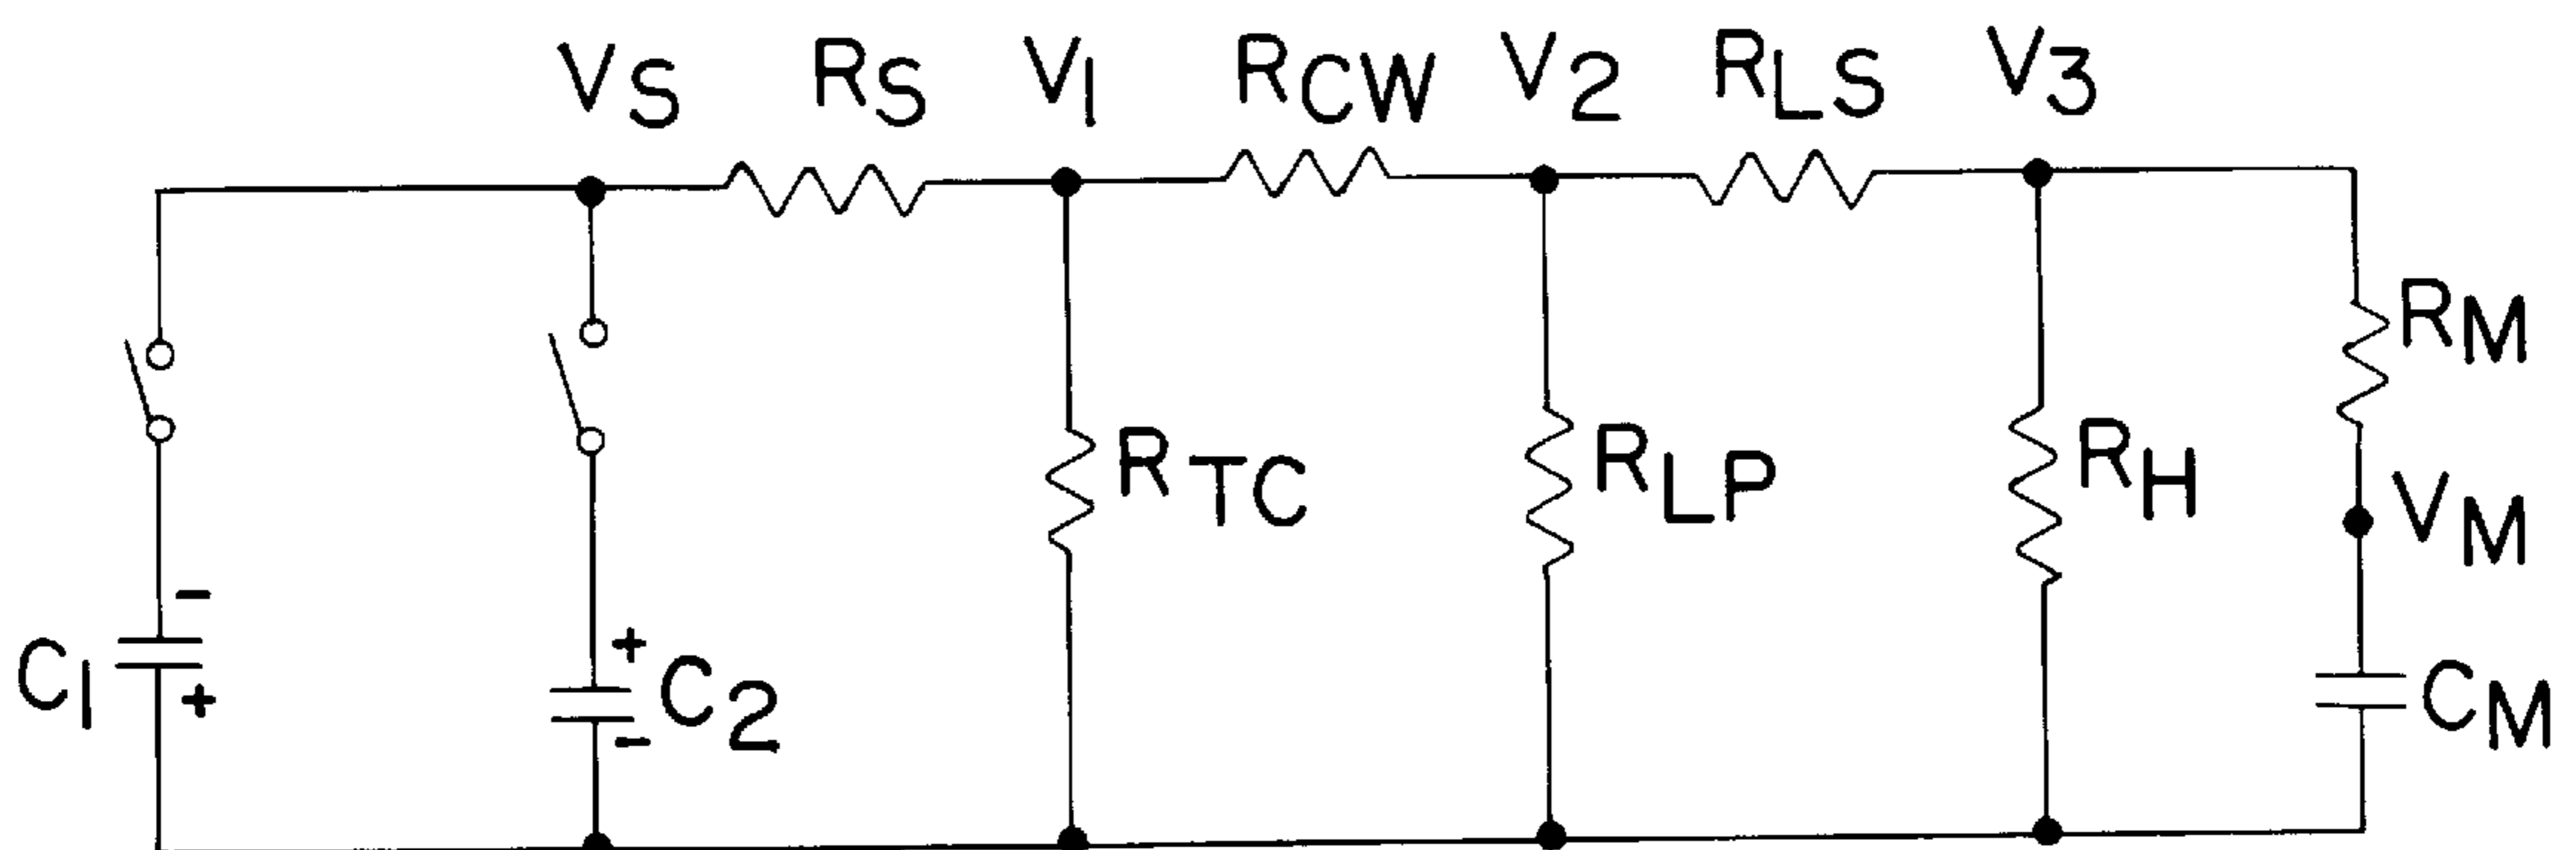 VS RS V1 RCW V2 RLS V3
RM
RTC RLP RH
VM
-
+
C1 C2 CM
+
-